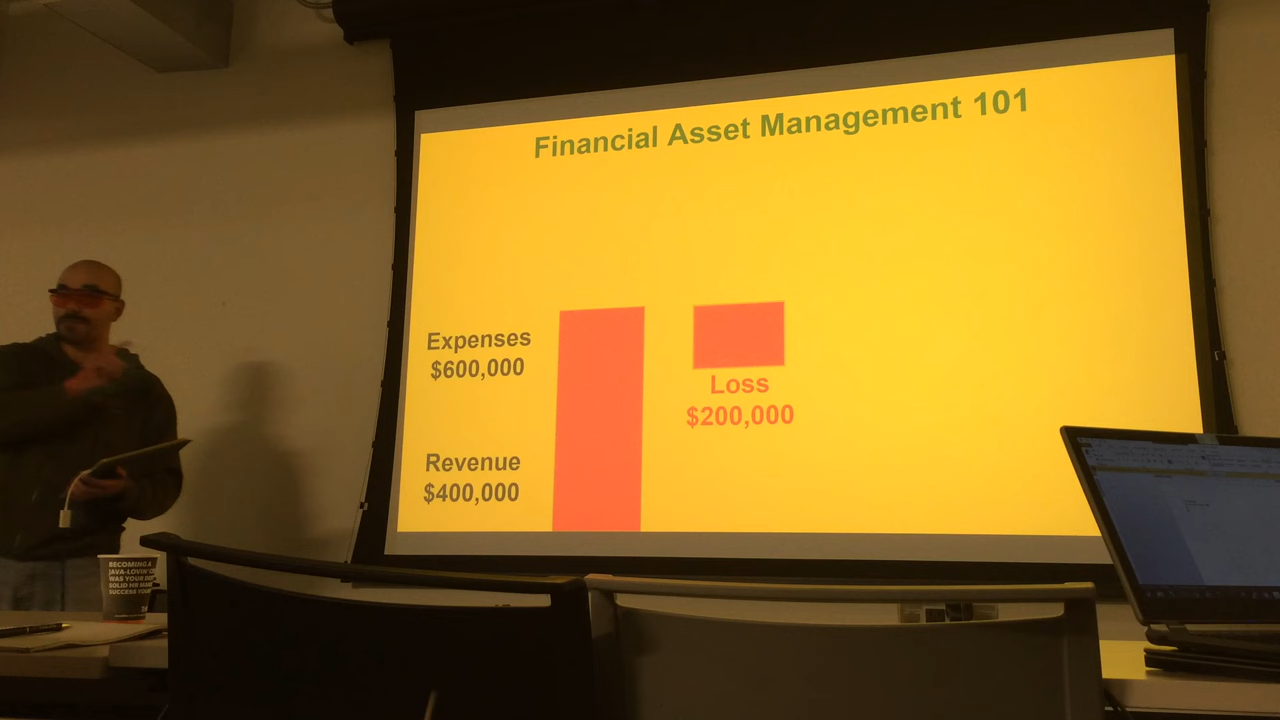 Financial Asset Management 101
Expenses
$600,000
Loss
$200,000
Revenue
$400,000
BECOMING A
JAVA-LOVIN'
WAS YOUR
SOLID HR
SUCCESS